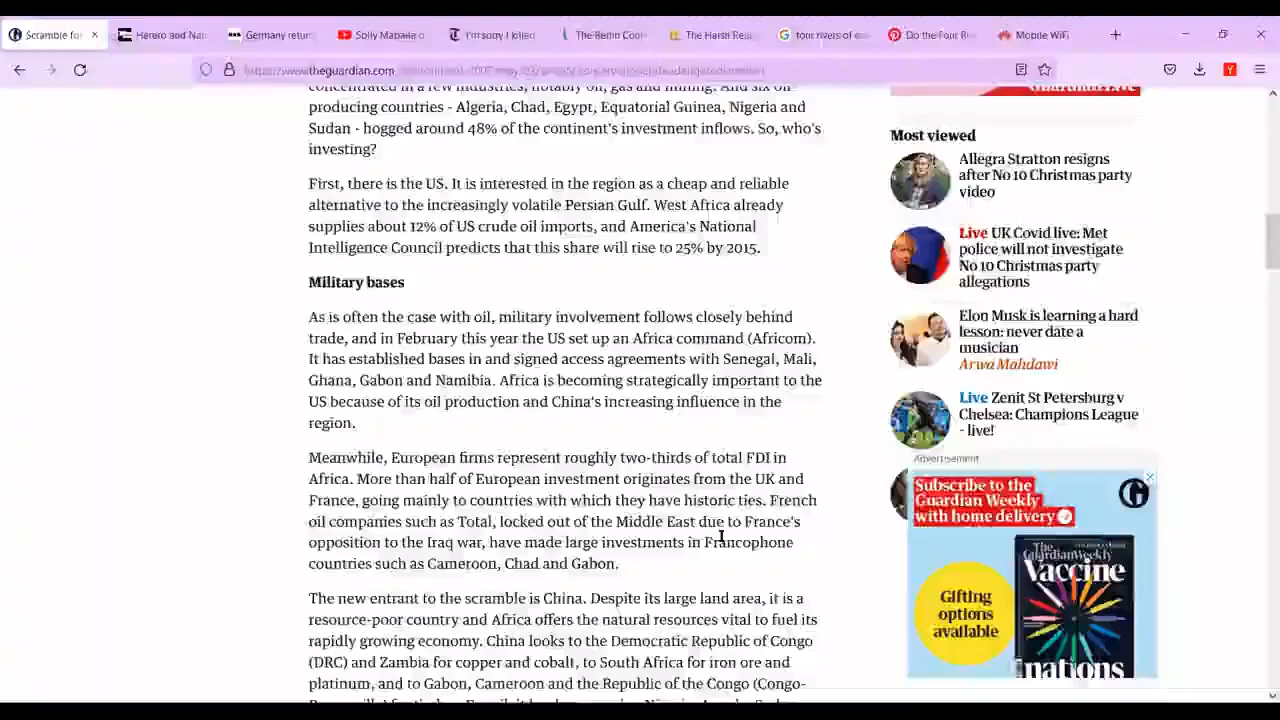 Scramble for
Herero and Na
Germany retur
Solly Mapaila o
I'm sorry I killed
The Berlin Con
The Harsh Rea
four rivers of e
Do the Four Ri
Mobile WiFi
https://www.theguardian.com
producing countries - Algeria, Chad, Egypt, Equatorial Guinea, Nigeria and
Sudan - hogged around 48% of the continent's investment inflows. So, who's
investing?
First, there is the US. It is interested in the region as a cheap and reliable
alternative to the increasingly volatile Persian Gulf. West Africa already
supplies about 12% of US crude oil imports, and America's National
Intelligence Council predicts that this share will rise to 25% by 2015.
Military bases
As is often the case with oil, military involvement follows closely behind
trade, and in February this year the US set up an Africa command (Africom).
It has established bases in and signed access agreements with Senegal, Mali,
Ghana, Gabon and Namibia. Africa is becoming strategically important to the
US because of its oil production and China's increasing influence in the
region.
Meanwhile, European firms represent roughly two-thirds of total FDI in
Africa. More than half of European investment originates from the UK and
France, going mainly to countries with which they have historic ties. French
oil companies such as Total, locked out of the Middle East due to France's
opposition to the Iraq war, have made large investments in Francophone
countries such as Cameroon, Chad and Gabon.
The new entrant to the scramble is China. Despite its large land area, it is a
resource-poor country and Africa offers the natural resources vital to fuel its
rapidly growing economy. China looks to the Democratic Republic of Congo
(DRC) and Zambia for copper and cobalt, to South Africa for iron ore and
platinum, and to Gabon, Cameroon and the Republic of the Congo (Congo-
Most viewed
Allegra Stratton resigns
after No 10 Christmas party
video
Live UK Covid live: Met
police will not investigate
No 10 Christmas party
allegations
Elon Musk is learning a hard
lesson: never date a
musician
Arwa Mahdawi
Live Zenit St Petersburg v
Chelsea: Champions League
- live!
Advertisement
Subscribe to the
Guardian Weekly
with home delivery
The
Guardian Weekly
Vaccine
nations
Gifting
options
available